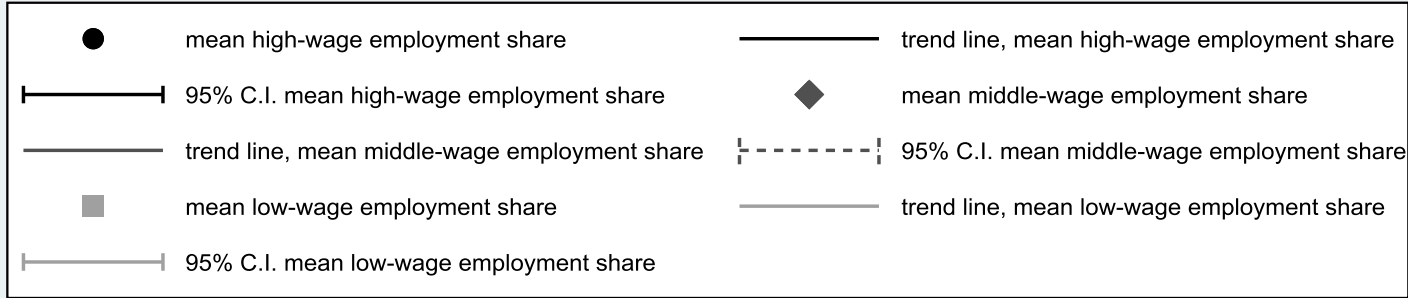 mean high-wage employment share
trend line, mean high-wage employment share
95% C.I. mean high-wage employment share
mean middle-wage employment share
trend line, mean middle-wage employment share
95% C.I. mean middle-wage employment share
mean low-wage employment share
trend line, mean low-wage employment share
95% C.I. mean low-wage employment share